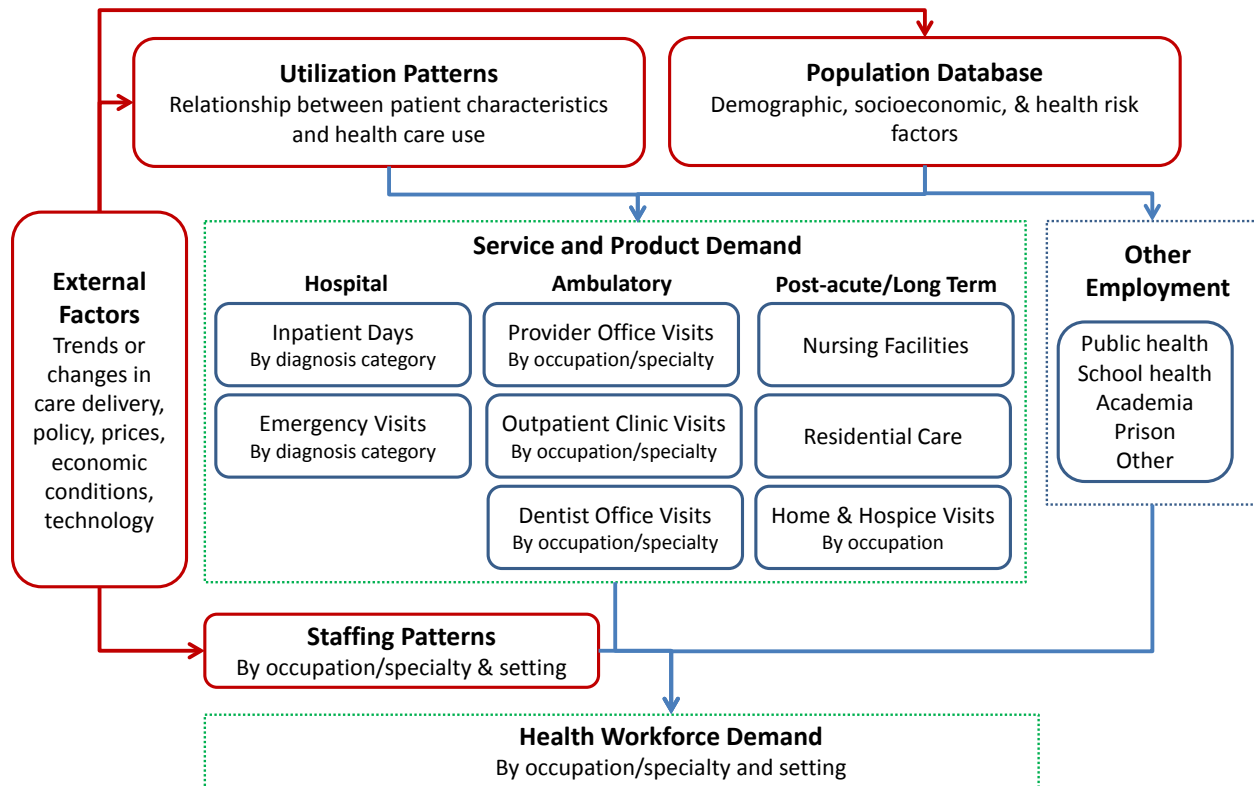 Utilization Patterns
Relationship between patient characteristics
and health care use
Population Database
Demographic, socioeconomic, & health risk
factors
External
Factors
Trends or
changes in
care delivery,
policy, prices,
economic
conditions,
technology
Service and Product Demand
Hospital
Inpatient Days
By diagnosis category
Emergency Visits
By diagnosis category
Ambulatory
Provider Office Visits
By occupation/specialty
Outpatient Clinic Visits
By occupation/specialty
Dentist Office Visits
By occupation/specialty
Post-acute/Long Term
Nursing Facilities
Residential Care
Home & Hospice Visits
By occupation
Other
Employment
Public health
School health
Academia
Prison
Other
Staffing Patterns
By occupation/specialty & setting
Health Workforce Demand
By occupation/specialty and setting